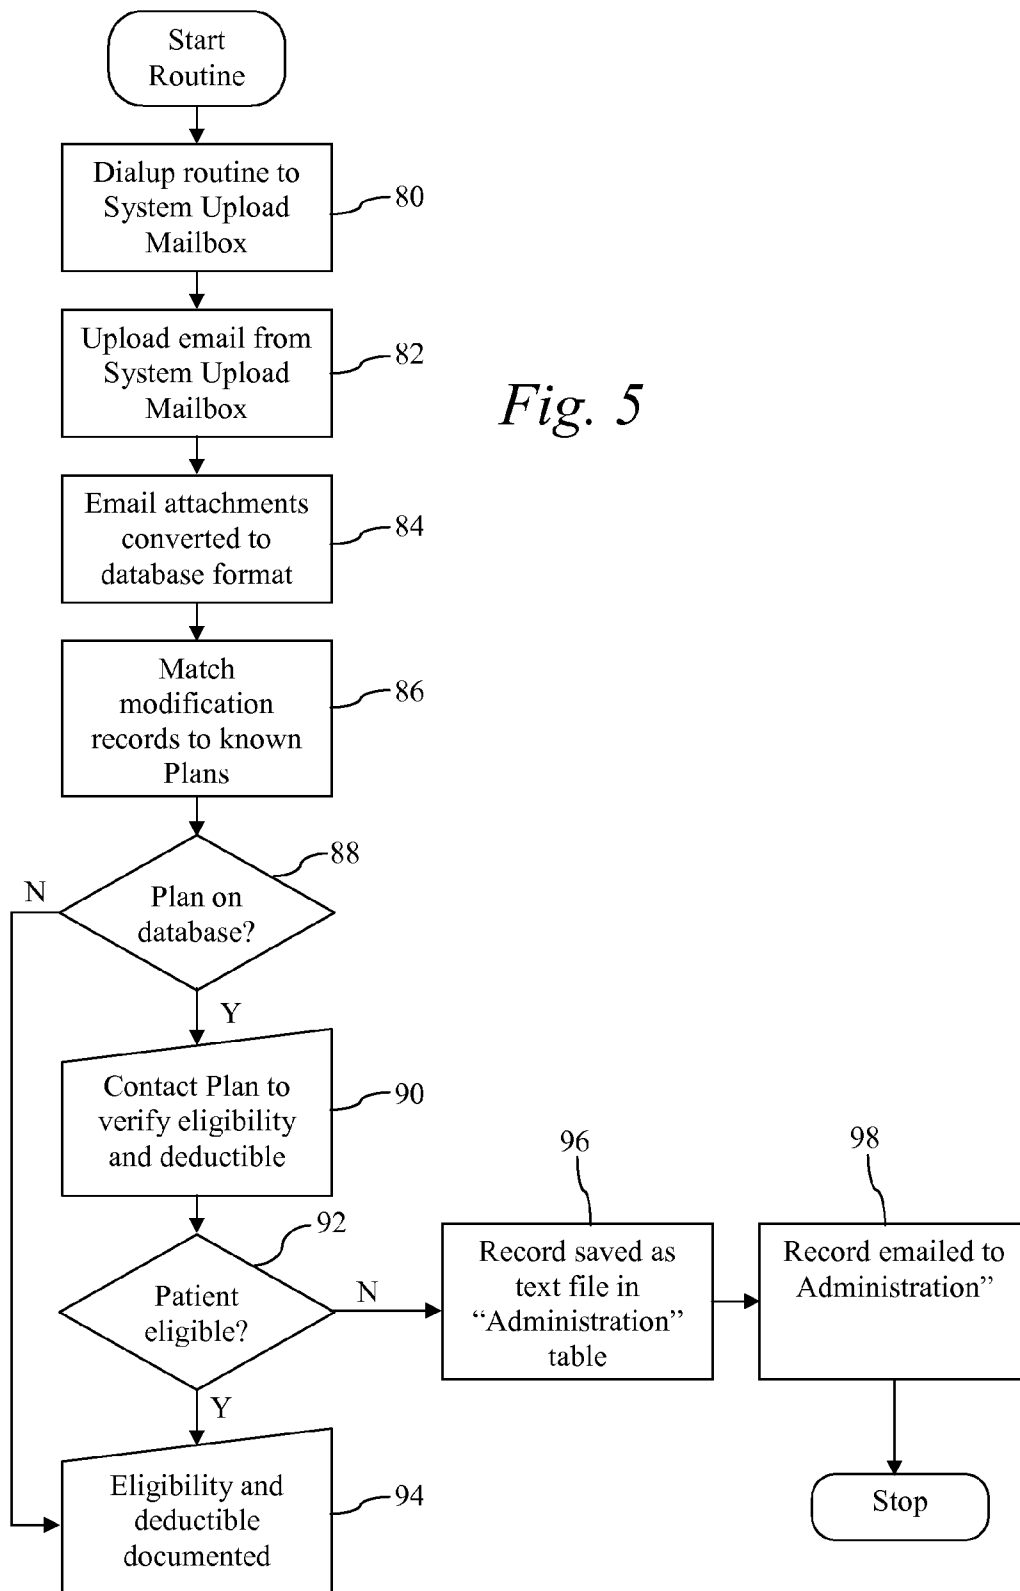 Start
Routine
Dialup routine to
System Upload
Mailbox
80
Upload email from
System Upload
Mailbox
82
Fig. 5
Email attachments
converted to
database format
84
Match
modification
records to known
Plans
86
88
N
Plan on
database?
Y
Contact Plan to
verify eligibility
and deductible
90
92
Patient
eligible?
N
Y
96
Record saved as
text file in
“Administration”
table
98
Record emailed to
Administration”
Stop
Eligibility and
deductible
documented
94